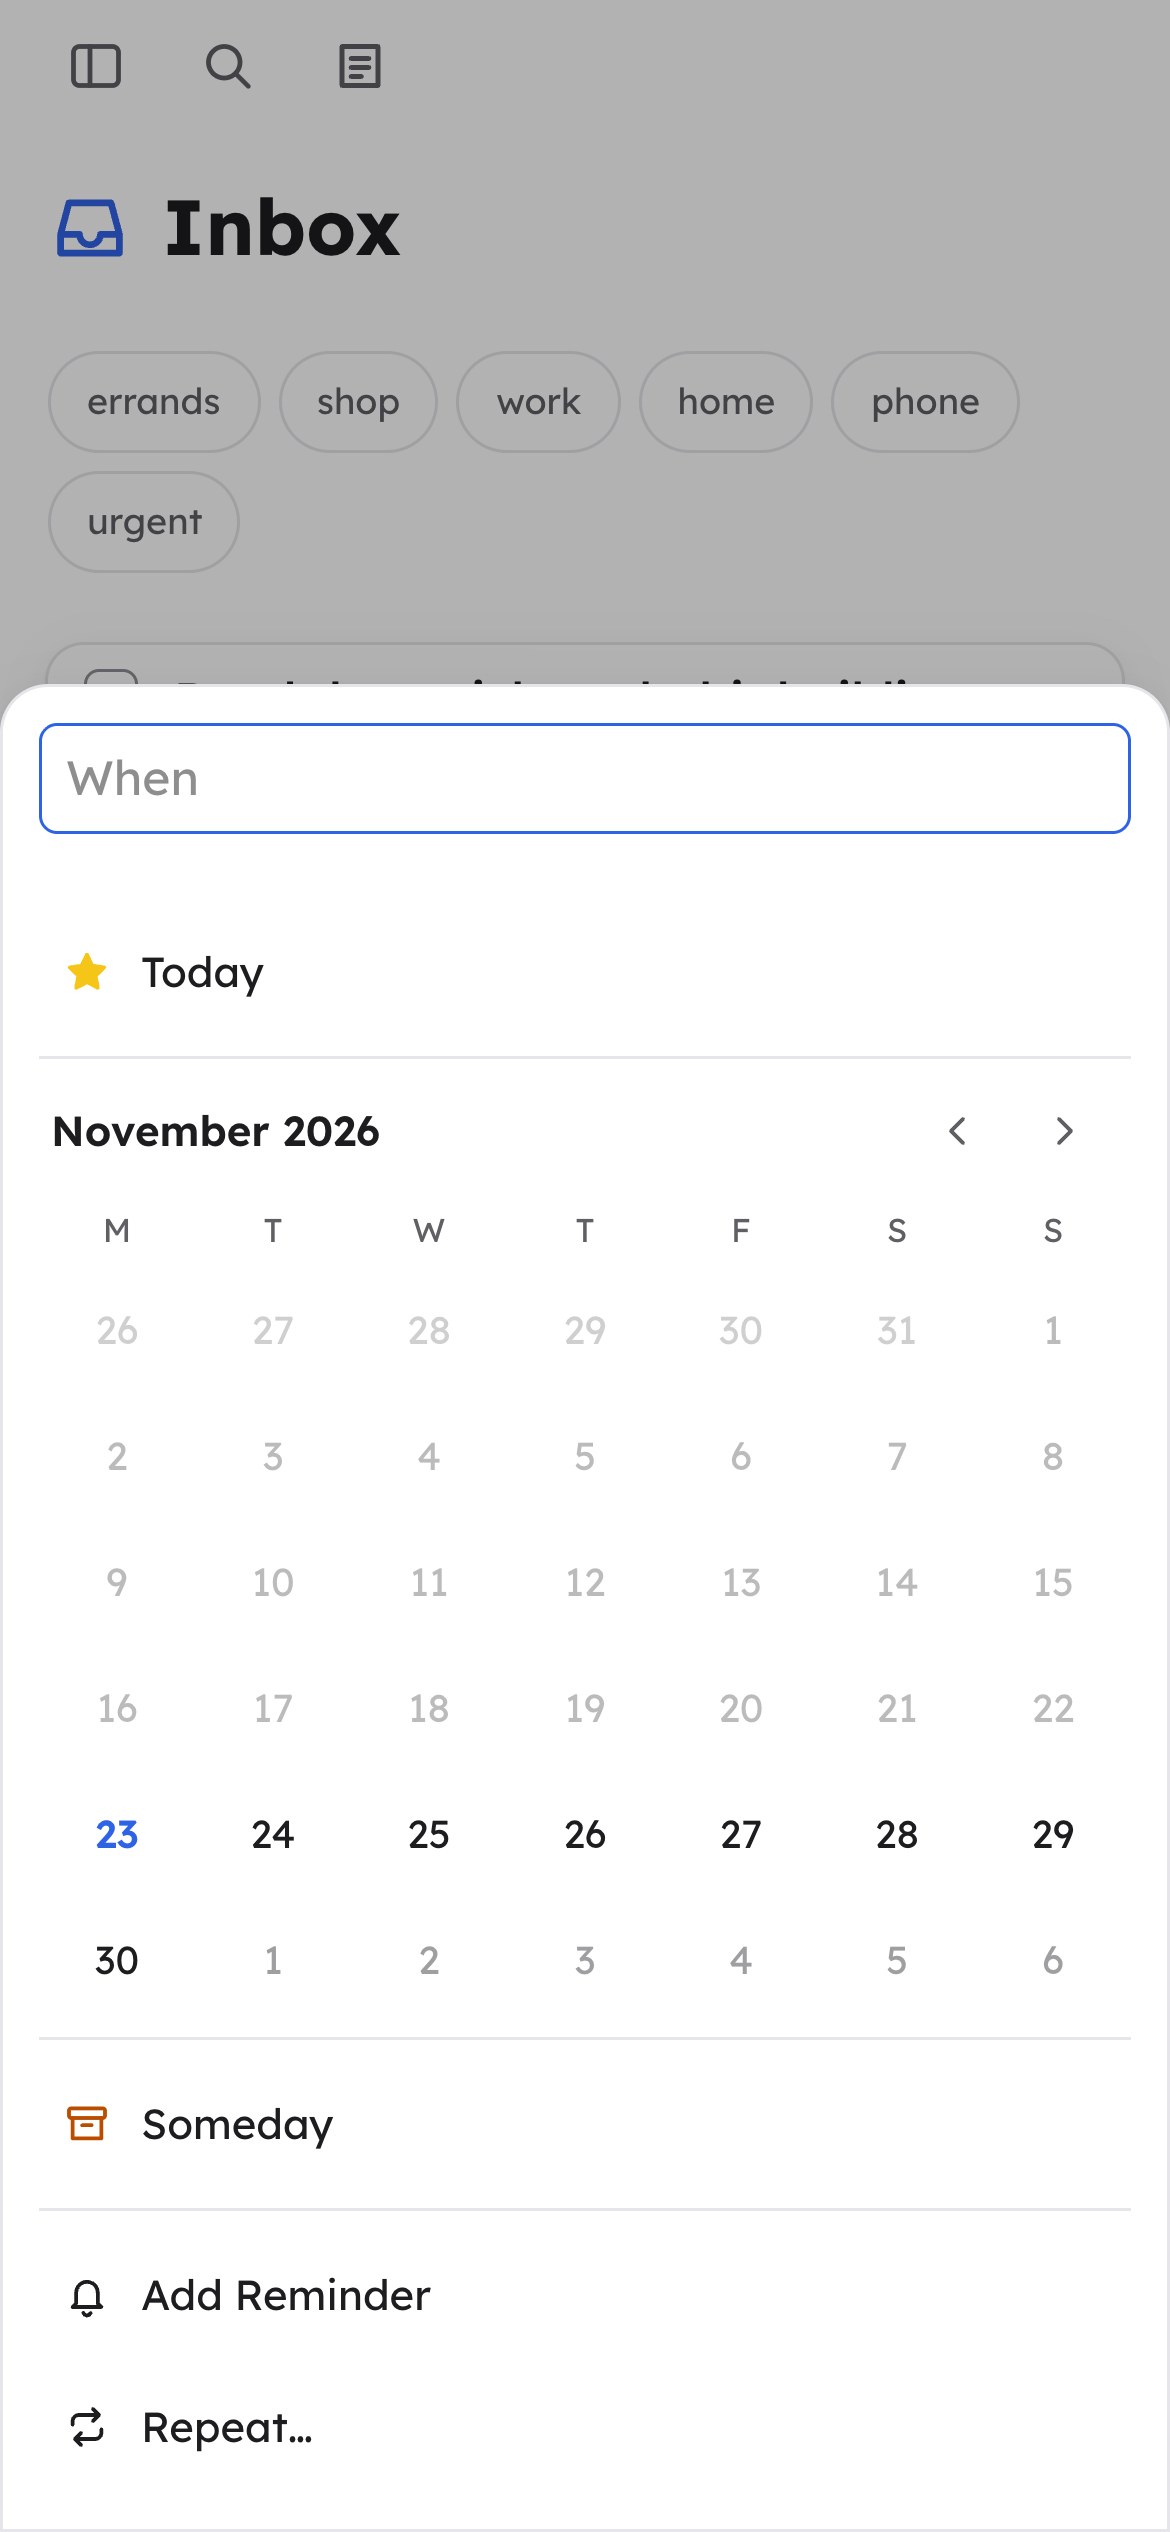 Inbox
errands shop work home phone
urgent
When
Today
November 2026
M T W T F S S
26 27 28 29 30 31 1
2 3 4 5 6 7 8
9 10 11 12 13 14 15
16 17 18 19 20 21 22
23 24 25 26 27 28 29
30 1 2 3 4 5 6
Someday
Add Reminder
Repeat...